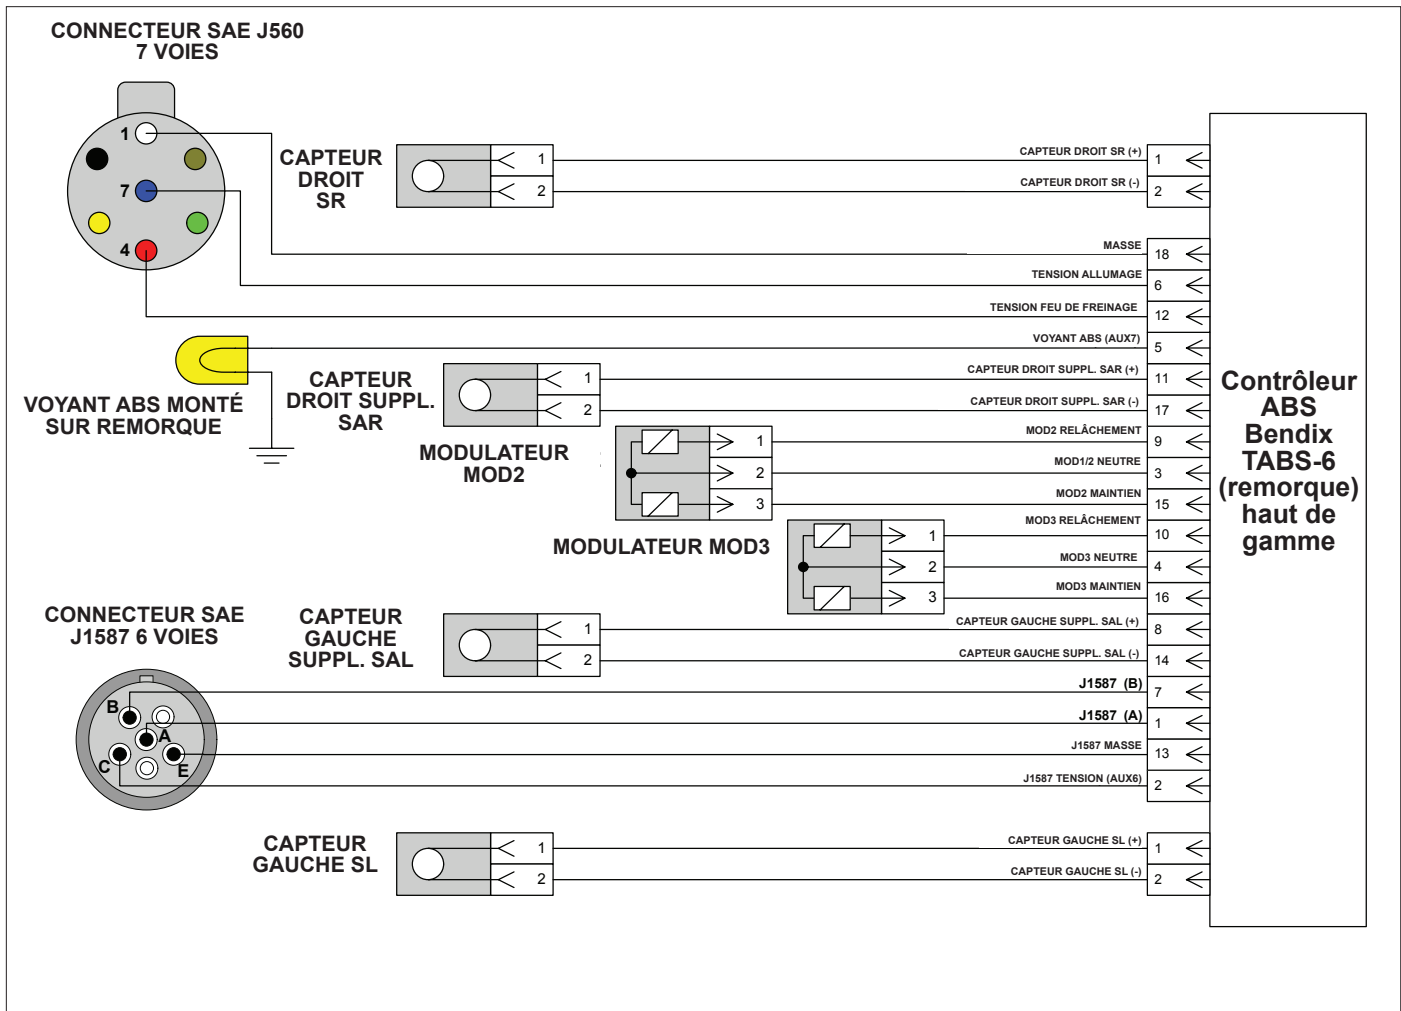 CONNECTEUR SAE J560
7 VOIES
1
7
4
CAPTEUR
DROIT
SR
1
2
CAPTEUR DROIT SR (+)
CAPTEUR DROIT SR (-)
1
2
MASSE
18
TENSION ALLUMAGE
6
TENSION FEU DE FREINAGE
12
VOYANT ABS (AUX7)
5
VOYANT ABS MONTÉ
SUR REMORQUE
CAPTEUR
DROIT SUPPL.
SAR
1
2
CAPTEUR DROIT SUPPL. SAR (+)
11
CAPTEUR DROIT SUPPL. SAR (-)
17
MODULATEUR
MOD2
1
2
3
MOD2 RELÂCHEMENT
9
MOD1/2 NEUTRE
3
MOD2 MAINTIEN
15
MODULATEUR MOD3
1
2
3
MOD3 RELÂCHEMENT
10
MOD3 NEUTRE
4
MOD3 MAINTIEN
16
Contrôleur
ABS
Bendix
TABS-6
(remorque)
haut de
gamme
CAPTEUR
GAUCHE
SUPPL. SAL
1
2
CAPTEUR GAUCHE SUPPL. SAL (+)
8
CAPTEUR GAUCHE SUPPL. SAL (-)
14
CONNECTEUR SAE
J1587 6 VOIES
B
A
C
E
J1587 (B)
7
J1587 (A)
1
J1587 MASSE
13
J1587 TENSION (AUX6)
2
CAPTEUR
GAUCHE SL
1
2
CAPTEUR GAUCHE SL (+)
1
CAPTEUR GAUCHE SL (-)
2